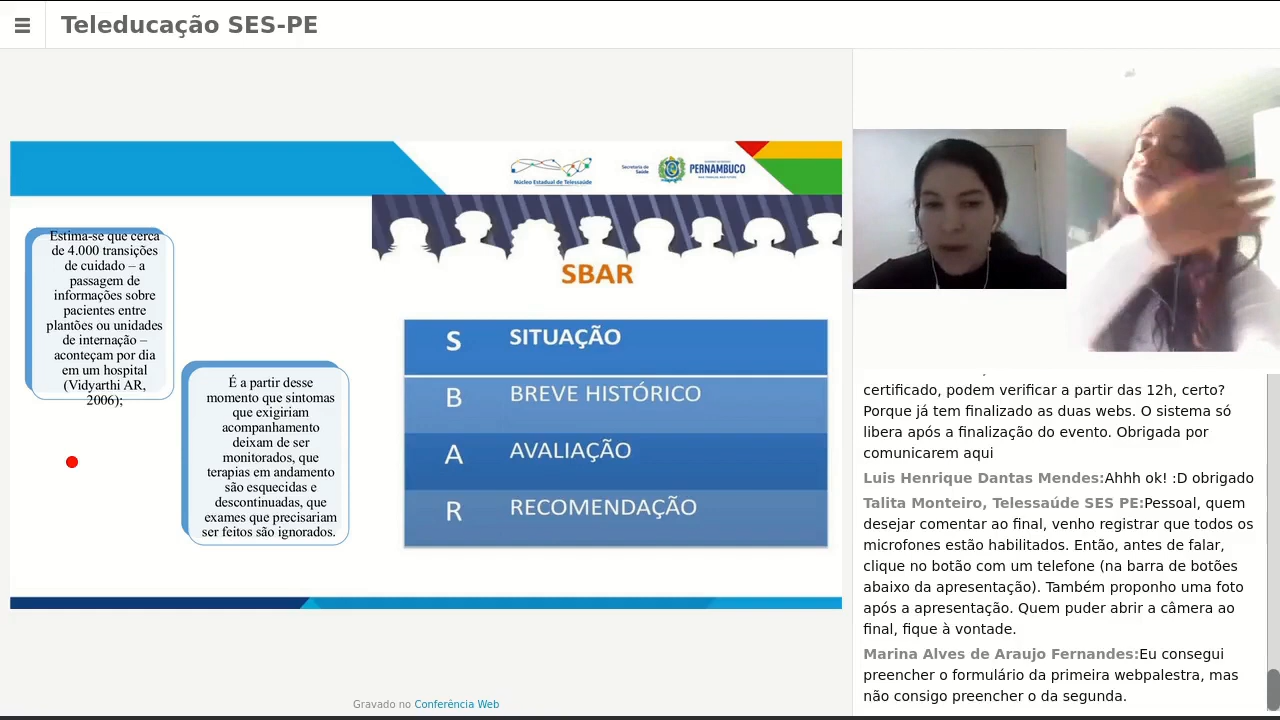 Teleducação SES-PE
Núcleo Estadual de Telessaúde
Secretaria de
Saúde
PERNAMBUCO
Estima-se que cerca
de 4.000 transições
de cuidado – a
passagem de
informações sobre
pacientes entre
plantões ou unidades
de internação –
aconteçam por dia
em um hospital
(Vidyarthi AR,
2006);
É a partir desse
momento que sintomas
que exigiriam
acompanhamento
deixam de ser
monitorados, que
terapias em andamento
são esquecidas e
descontinuadas, que
exames que precisariam
ser feitos são ignorados.
SBAR
S SITUAÇÃO
B BREVE HISTÓRICO
A AVALIAÇÃO
R RECOMENDAÇÃO
certificado, podem verificar a partir das 12h, certo?
Porque já tem finalizado as duas webs. O sistema só
libera após a finalização do evento. Obrigada por
comunicarem aqui
Luis Henrique Dantas Mendes:Ahhh ok! :D obrigado
Talita Monteiro, Telessaúde SES PE:Pessoal, quem
desejar comentar ao final, venho registrar que todos os
microfones estão habilitados. Então, antes de falar,
clique no botão com um telefone (na barra de botões
abaixo da apresentação). Também proponho uma foto
após a apresentação. Quem puder abrir a câmera ao
final, fique à vontade.
Marina Alves de Araujo Fernandes:Eu consegui
preencher o formulário da primeira webpalestra, mas
não consigo preencher o da segunda.
Gravado no Conferência Web